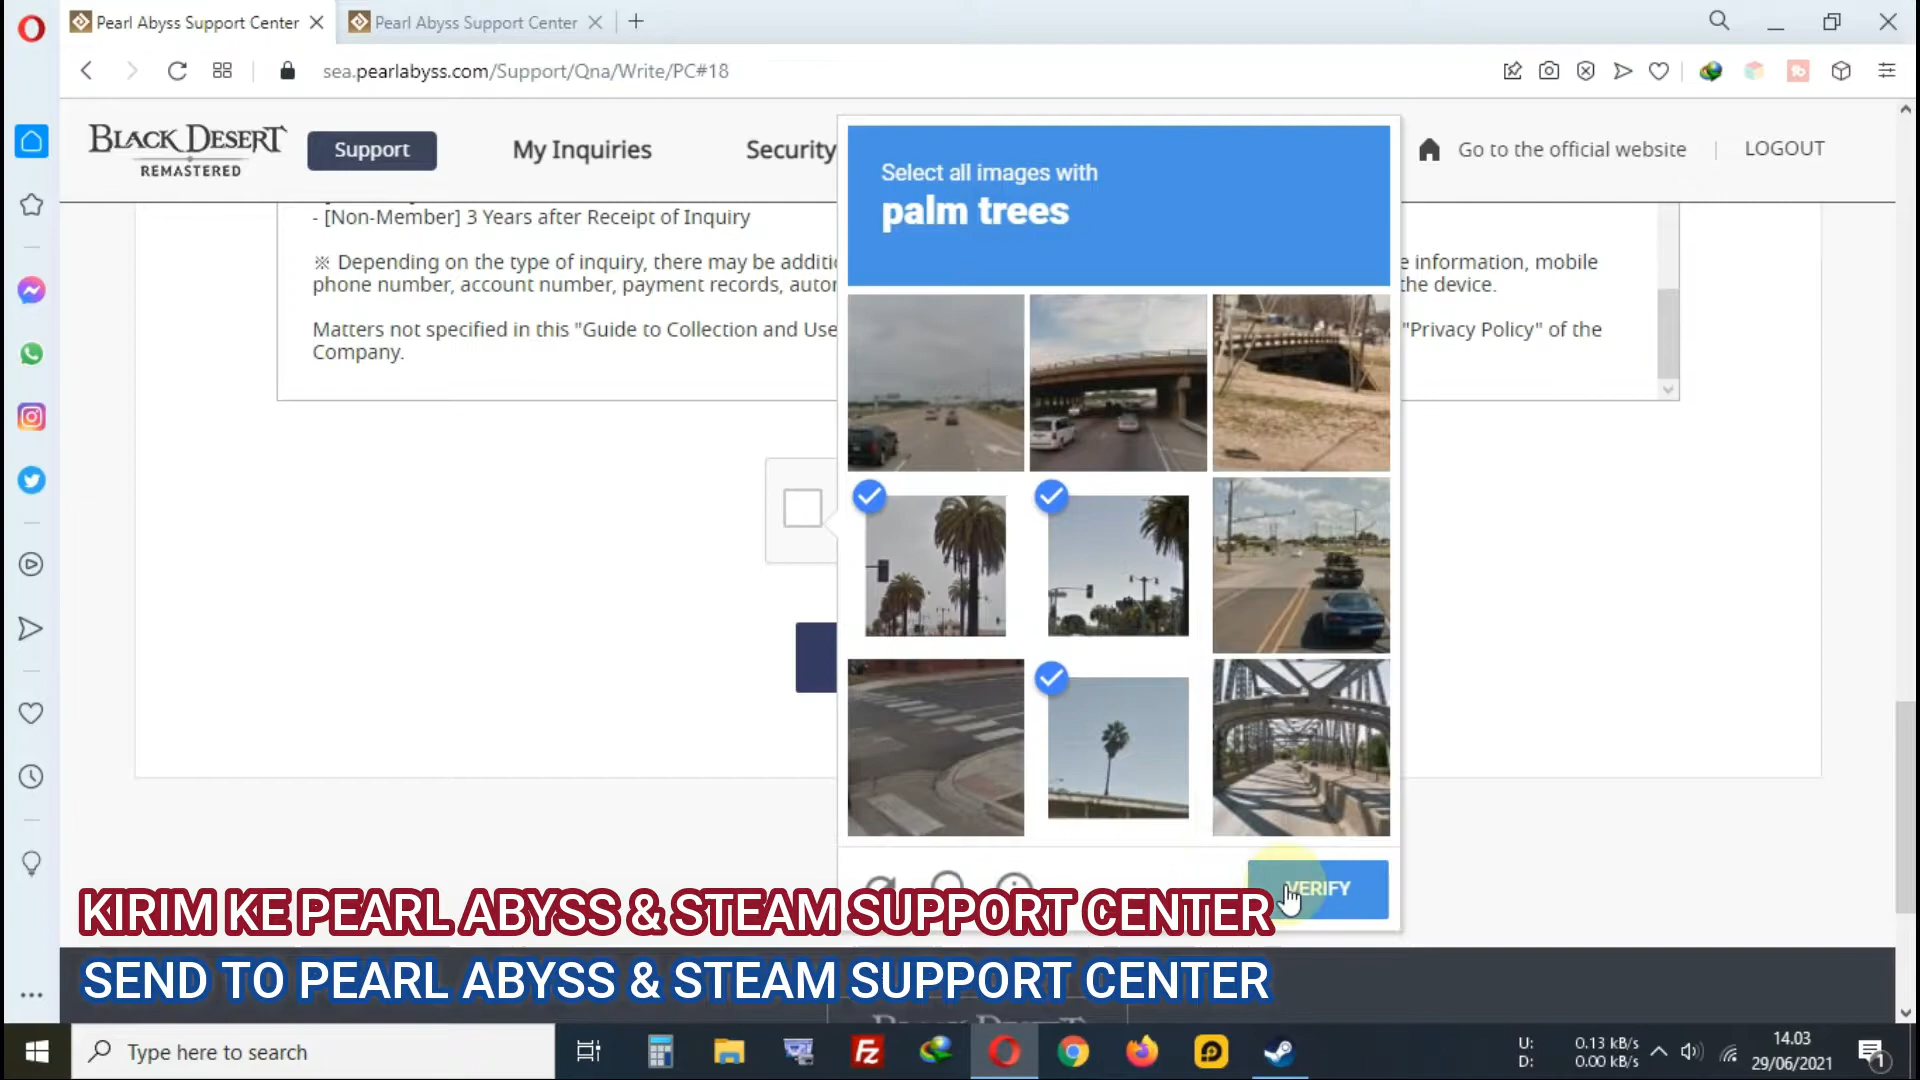 Pearl Abyss Support Center
Pearl Abyss Support Center
sea.pearlabyss.com/Support/Qna/Write/PC#18
BLACK DESERT
REMASTERED
Support
My Inquiries
Security
Go to the official website
LOGOUT
Select all images with
palm trees
- [Non-Member] 3 Years after Receipt of Inquiry
※ Depending on the type of inquiry, there may be additi
e information, mobile
phone number, account number, payment records, auto
the device.
Matters not specified in this "Guide to Collection and Use
"Privacy Policy" of the
Company.
VERIFY
KIRIM KE PEARL ABYSS & STEAM SUPPORT CENTER
SEND TO PEARL ABYSS & STEAM SUPPORT CENTER
Type here to search
U: 0.13 kB/s
D: 0.00 kB/s
14.03
29/06/2021
1